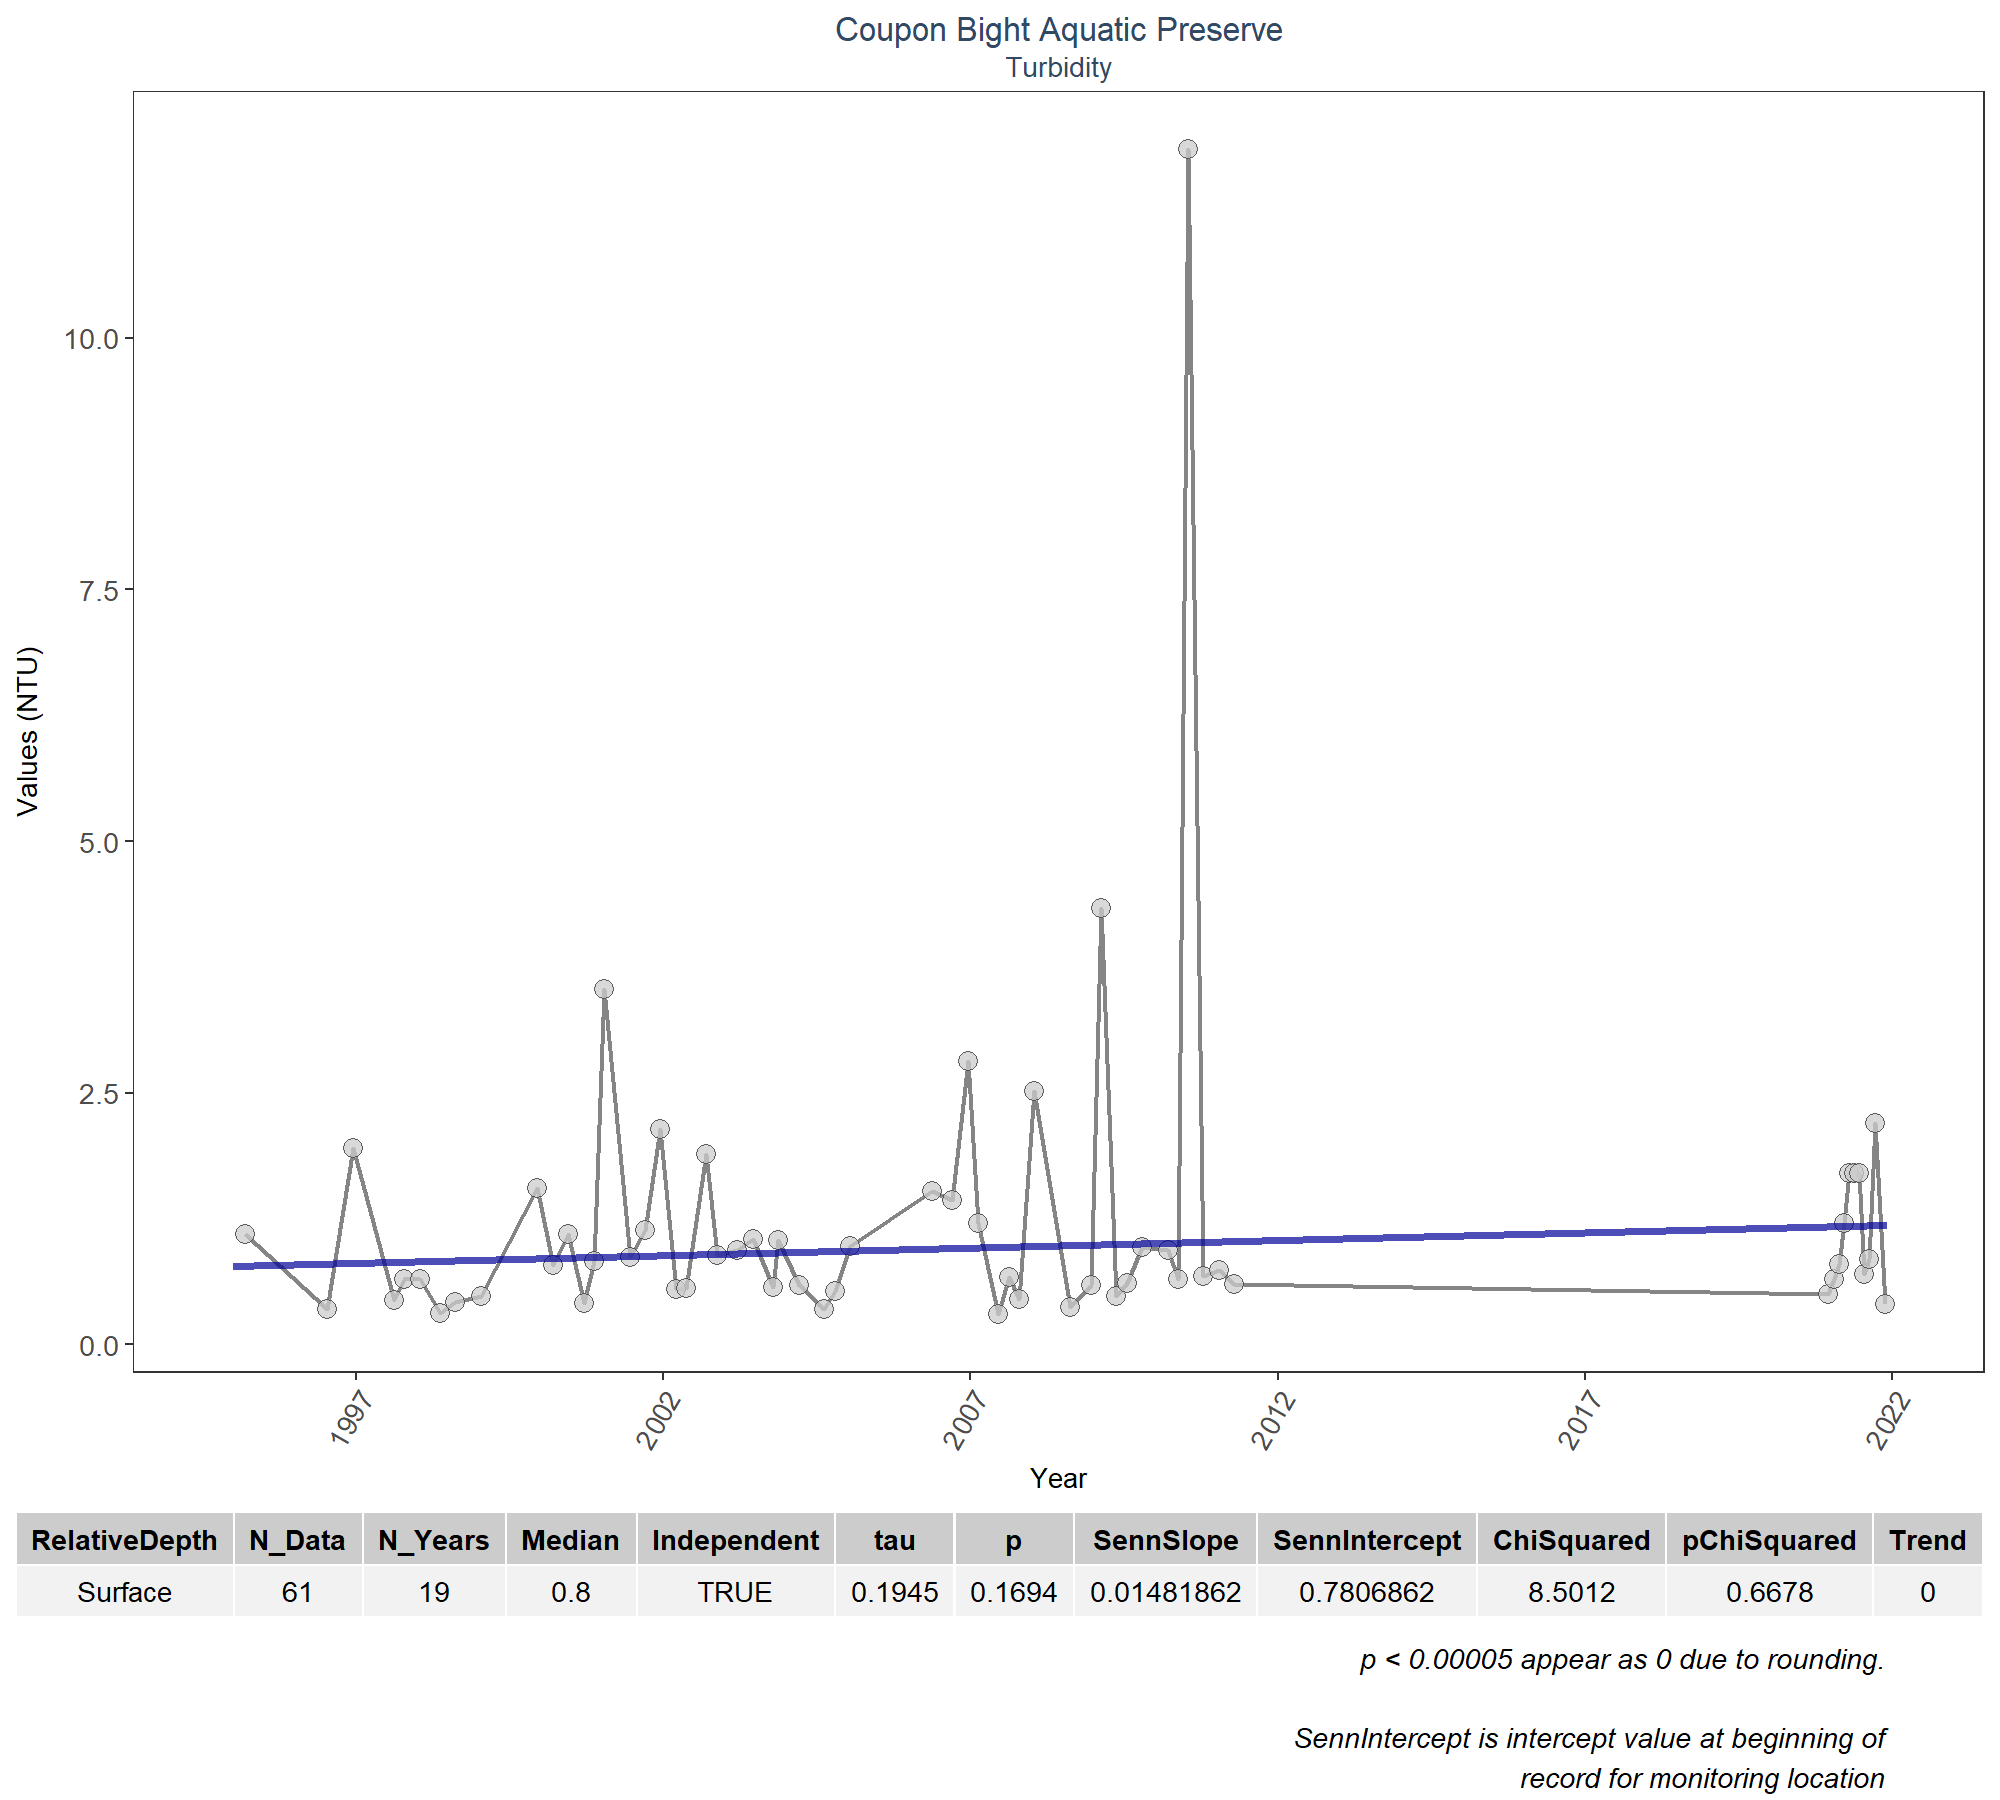 Coupon Bight Aquatic Preserve
Turbidity
Values (NTU)
10.0
7.5
5.0
2.5
0.0
1997 2002 2007 2012 2017 2022
Year
RelativeDepth N_Data N_Years Median Independent tau p SennSlope SennIntercept ChiSquared pChiSquared Trend
Surface 61 19 0.8 TRUE 0.1945 0.1694 0.01481862 0.7806862 8.5012 0.6678 0
p < 0.00005 appear as 0 due to rounding.
SennIntercept is intercept value at beginning of
record for monitoring location